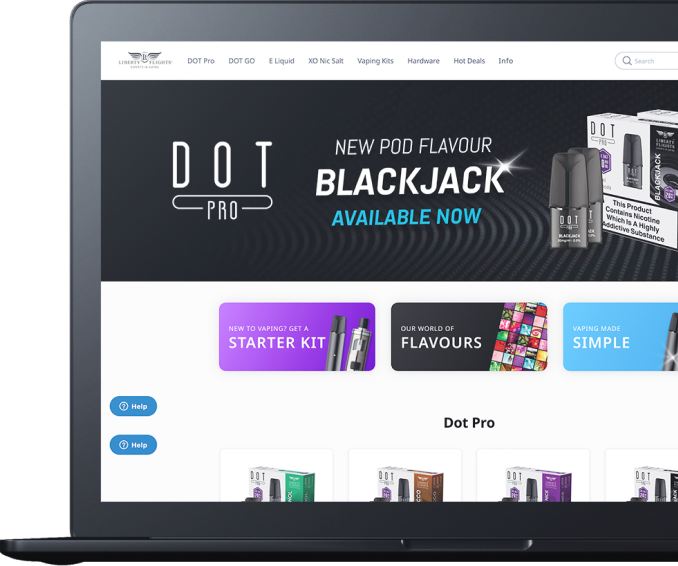 LIBERTY FLIGHTS
DOT Pro
DOT GO
E Liquid
XO Nic Salt
Vaping Kits
Hardware
Hot Deals
Info
Search
DOT
PRO
NEW POD FLAVOUR
BLACKJACK
AVAILABLE NOW
DOT
PRO
LIBERTY
FLIGHTS
BLACKJACK
This Product
Contains Nicotine
Which Is A Highly
Addictive Substance
DOT
BLACKJACK
NEW TO VAPING? GET A
STARTER KIT
OUR WORLD OF
FLAVOURS
VAPING MADE
SIMPLE
Help
Help
Dot Pro
DOT
DOT
DOT
DOT